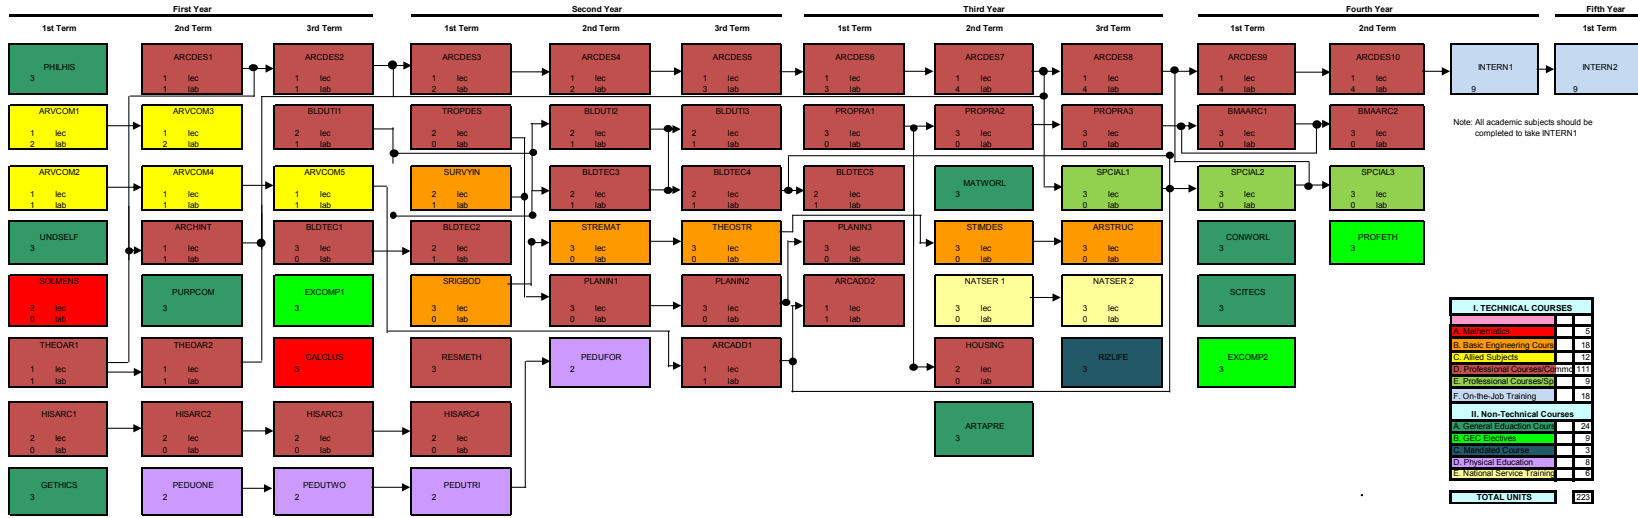 First Year Second Year Third Year Fourth Year Fifth Year
1st Term 2nd Term 3rd Term 1st Term 2nd Term 3rd Term 1st Term 2nd Term 3rd Term 1st Term 2nd Term 1st Term
PHILHIS 3
ARCDES1 1 lec 1 lab
ARCDES2 1 lec 1 lab
ARCDES3 1 lec 2 lab
ARCDES4 1 lec 2 lab
ARCDES5 1 lec 3 lab
ARCDES6 1 lec 3 lab
ARCDES7 1 lec 4 lab
ARCDES8 1 lec 4 lab
ARCDES9 1 lec 4 lab
ARCDES10 1 lec 4 lab
INTERN1 9
INTERN2 9
ARVCOM1 1 lec 2 lab
ARVCOM3 1 lec 2 lab
BLDUTI1 2 lec 1 lab
TROPDES 2 lec 0 lab
BLDUTI2 2 lec 1 lab
BLDUTI3 2 lec 1 lab
PROPRA1 3 lec 0 lab
PROPRA2 3 lec 0 lab
PROPRA3 3 lec 0 lab
BMAARC1 3 lec 0 lab
BMAARC2 3 lec 0 lab
Note: All academic subjects should be
completed to take INTERN1
ARVCOM2 1 lec 1 lab
ARVCOM4 1 lec 1 lab
ARVCOM5 1 lec 1 lab
SURVYIN 2 lec 1 lab
BLDTEC3 2 lec 1 lab
BLDTEC4 2 lec 1 lab
BLDTEC5 2 lec 1 lab
MATWORL 3
SPCIAL1 3 lec 0 lab
SPCIAL2 3 lec 0 lab
SPCIAL3 3 lec 0 lab
UNDSELF 3
ARCHINT 1 lec 1 lab
BLDTEC1 3 lec 0 lab
BLDTEC2 2 lec 1 lab
STREMAT 3 lec 0 lab
THEOSTR 3 lec 0 lab
PLANIN3 3 lec 1 lab
STIMDES 3 lec 0 lab
ARSTRUC 3 lec 0 lab
CONWORL 3
PROFETH 3
SOLMENS 2 lec 0 lab
PURPCOM 3
EXCOMP1 3
SRIGBOD 3 lec 0 lab
PLANIN1 3 lec 0 lab
PLANIN2 3 lec 0 lab
ARCADD2 1 lec 1 lab
NATSER 1 3 lec 0 lab
NATSER 2 3 lec 0 lab
SCITECS 3
THEOAR1 1 lec 1 lab
THEOAR2 1 lec 1 lab
CALCLUS 3
RESMETH 3
PEDUFOR 2
ARCADD1 1 lec 1 lab
HOUSING 2 lec 0 lab
RIZLIFE 3
EXCOMP2 3
HISARC1 2 lec 0 lab
HISARC2 2 lec 0 lab
HISARC3 2 lec 0 lab
HISARC4 2 lec 0 lab
ARTAPRE 3
GETHICS 3
PEDUONE 2
PEDUTWO 2
PEDUTRI 2
I. TECHNICAL COURSES
A. Mathematics 5
B. Basic Engineering Cours 18
C. Allied Subjects 12
D. Professional Courses/Commo 111
E. Professional Courses/Sp 9
F. On-the-Job Training 18
II. Non-Technical Courses
A. General Eduaction Cours 24
B. GEC Electives 9
C. Mandated Course 3
D. Physical Education 8
E. National Service Training 6
TOTAL UNITS 223